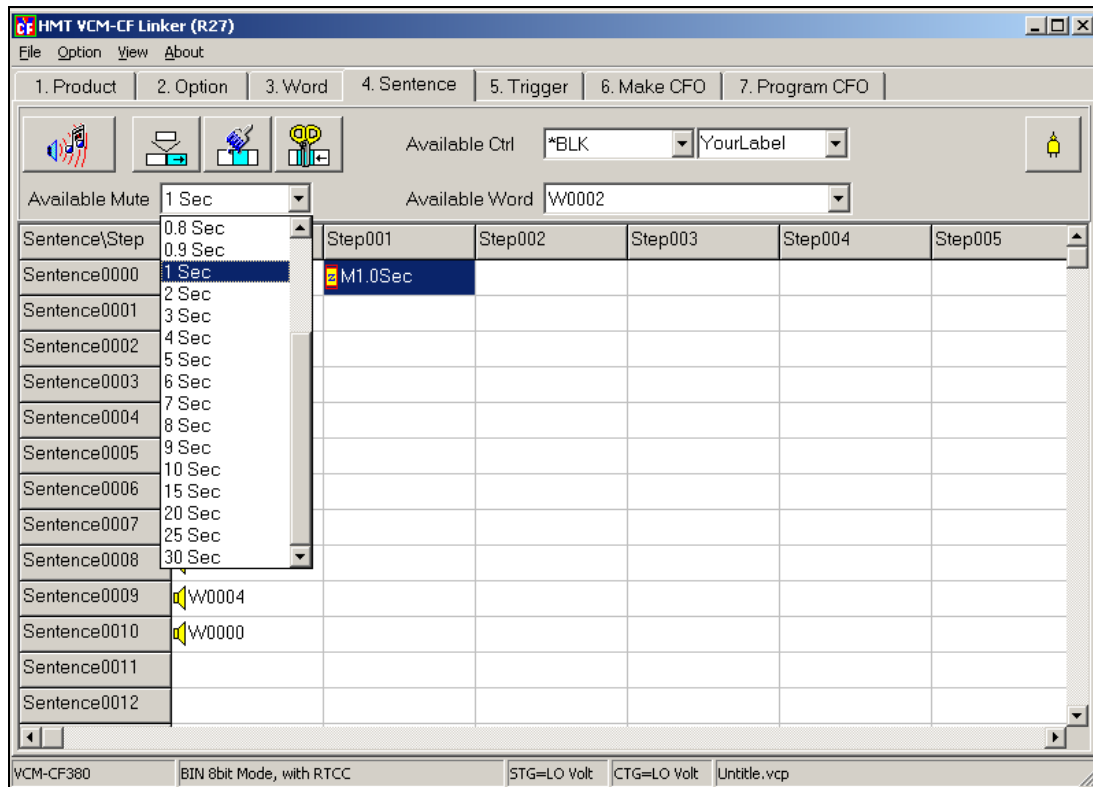 HMT VCM-CF Linker (R27)
File Option View About
1. Product 2. Option 3. Word 4. Sentence 5. Trigger 6. Make CFO 7. Program CFO
Available Ctrl *BLK YourLabel
Available Mute 1 Sec Available Word W0002
Sentence\Step Step001 Step002 Step003 Step004 Step005
0.8 Sec
0.9 Sec
1 Sec
2 Sec
3 Sec
4 Sec
5 Sec
6 Sec
7 Sec
8 Sec
9 Sec
10 Sec
15 Sec
20 Sec
25 Sec
30 Sec
Sentence0000 z M1.0Sec
Sentence0001
Sentence0002
Sentence0003
Sentence0004
Sentence0005
Sentence0006
Sentence0007
Sentence0008
Sentence0009 W0004
Sentence0010 W0000
Sentence0011
Sentence0012
VCM-CF380 BIN 8bit Mode, with RTCC STG=LO Volt CTG=LO Volt Untitle.vcp